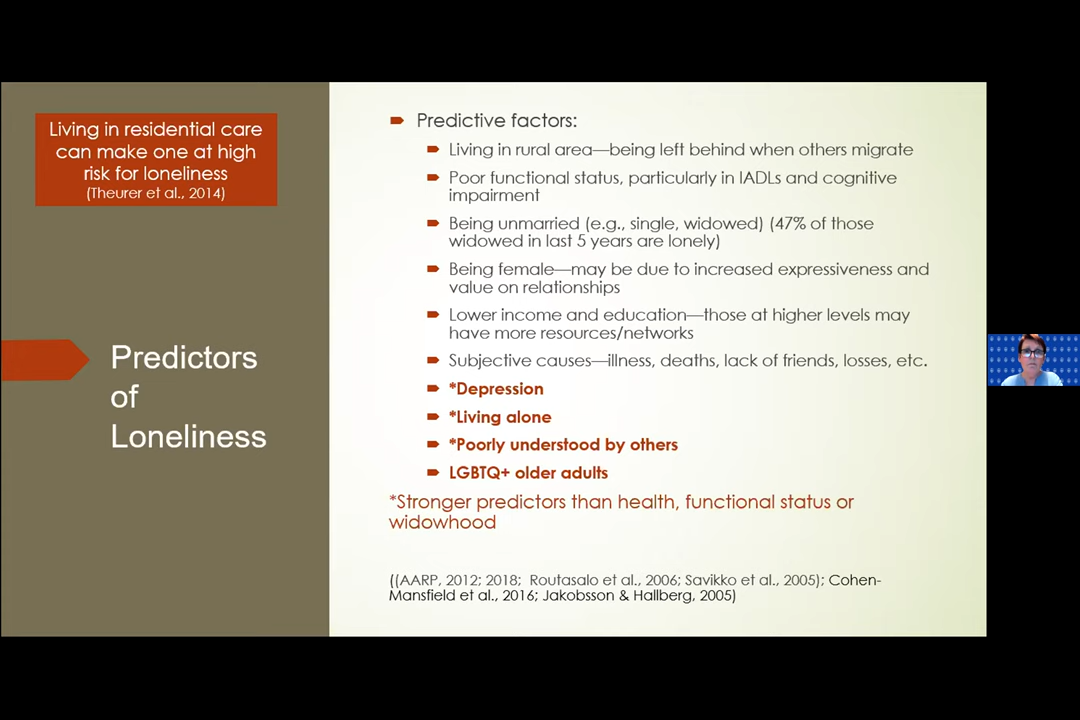 Living in residential care
can make one at high
risk for loneliness
(Theurer et al., 2014)
Predictors
of
Loneliness
Predictive factors:
Living in rural area—being left behind when others migrate
Poor functional status, particularly in IADLs and cognitive
impairment
Being unmarried (e.g., single, widowed) (47% of those
widowed in last 5 years are lonely)
Being female—may be due to increased expressiveness and
value on relationships
Lower income and education—those at higher levels may
have more resources/networks
Subjective causes—illness, deaths, lack of friends, losses, etc.
*Depression
*Living alone
*Poorly understood by others
LGBTQ+ older adults
*Stronger predictors than health, functional status or
widowhood
((AARP, 2012; 2018; Routasalo et al., 2006; Savikko et al., 2005); Cohen-
Mansfield et al., 2016; Jakobsson & Hallberg, 2005)